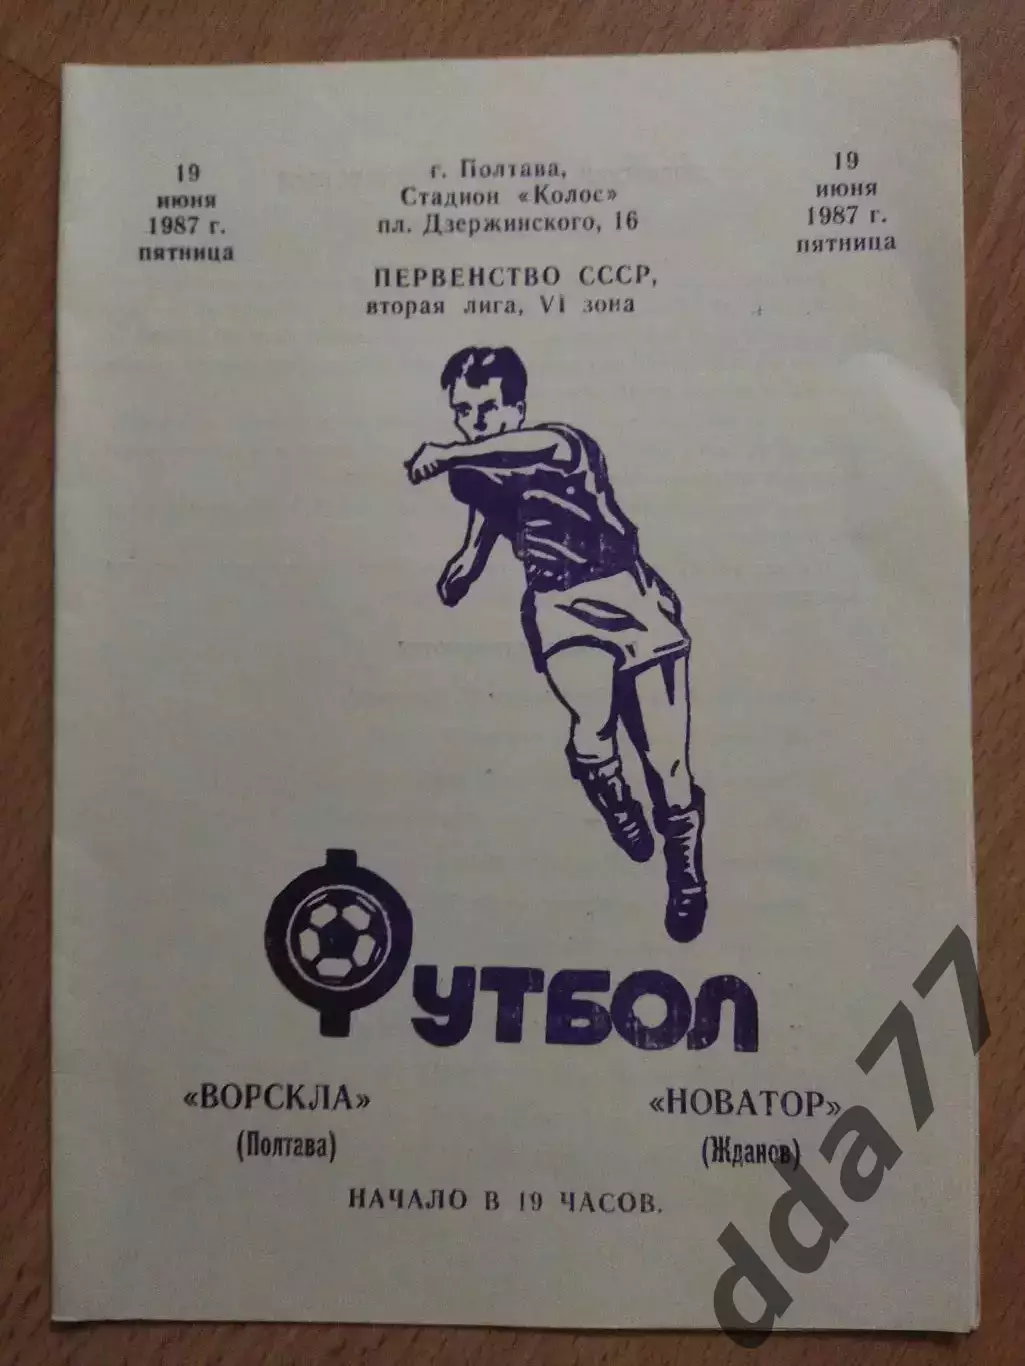 19
июня
1987 г.
пятница
г. Полтава,
Стадион «Колос»
пл. Дзержинского, 16
19
июня
1987 г.
пятница
ПЕРВЕНСТВО СССР,
вторая лига, VI зона
ФУТБОЛ
«ВОРСКЛА»
(Полтава)
«НОВАТОР»
(Жданов)
НАЧАЛО В 19 ЧАСОВ.
dda77